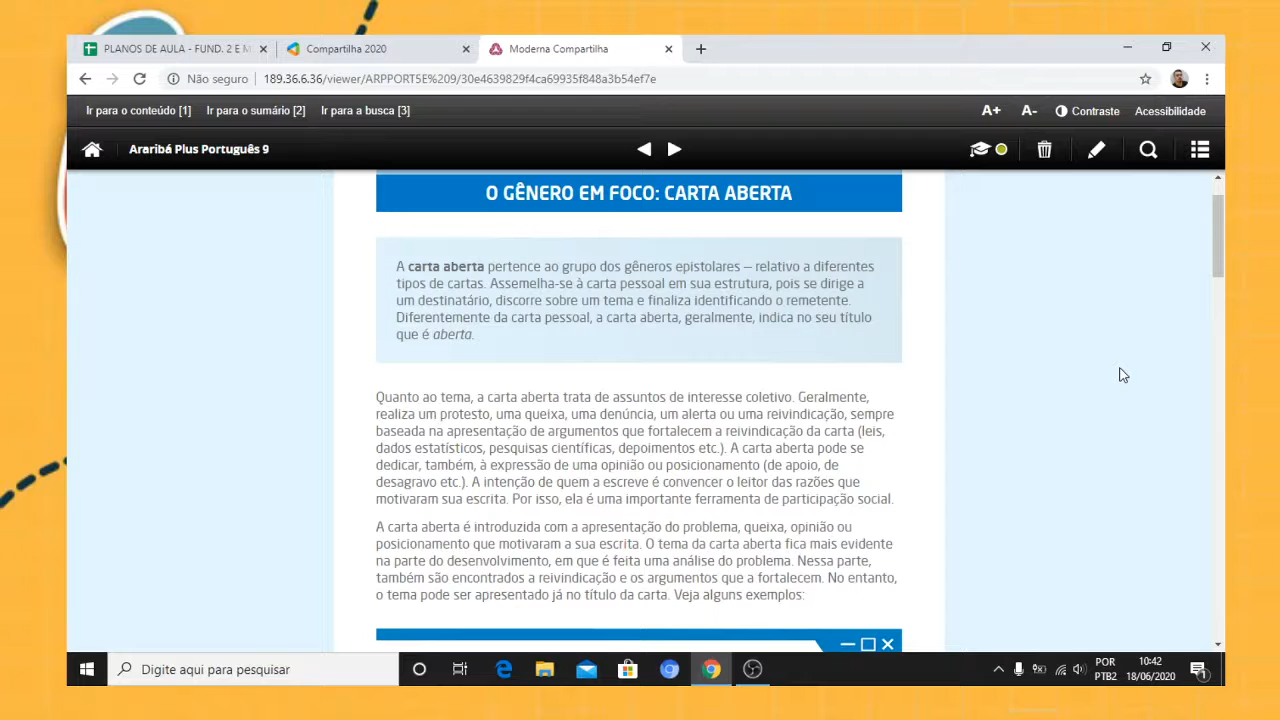 PLANOS DE AULA - FUND. 2 E M
Compartilha 2020
Moderna Compartilha
Não seguro
189.36.6.36/viewer/ARPPORT5E%209/30e4639829f4ca69935f848a3b54ef7e
Ir para o conteúdo [1] Ir para o sumário [2] Ir para a busca [3]
A+ A- Contraste Acessibilidade
Araribá Plus Português 9
O GÊNERO EM FOCO: CARTA ABERTA
A carta aberta pertence ao grupo dos gêneros epistolares — relativo a diferentes
tipos de cartas. Assemelha-se à carta pessoal em sua estrutura, pois se dirige a
um destinatário, discorre sobre um tema e finaliza identificando o remetente.
Diferentemente da carta pessoal, a carta aberta, geralmente, indica no seu título
que é aberta.
Quanto ao tema, a carta aberta trata de assuntos de interesse coletivo. Geralmente,
realiza um protesto, uma queixa, uma denúncia, um alerta ou uma reivindicação, sempre
baseada na apresentação de argumentos que fortalecem a reivindicação da carta (leis,
dados estatísticos, pesquisas científicas, depoimentos etc.). A carta aberta pode se
dedicar, também, à expressão de uma opinião ou posicionamento (de apoio, de
desagravo etc.). A intenção de quem a escreve é convencer o leitor das razões que
motivaram sua escrita. Por isso, ela é uma importante ferramenta de participação social.
A carta aberta é introduzida com a apresentação do problema, queixa, opinião ou
posicionamento que motivaram a sua escrita. O tema da carta aberta fica mais evidente
na parte do desenvolvimento, em que é feita uma análise do problema. Nessa parte,
também são encontrados a reivindicação e os argumentos que a fortalecem. No entanto,
o tema pode ser apresentado já no título da carta. Veja alguns exemplos:
Digite aqui para pesquisar
POR
PTB2
10:42
18/06/2020
1